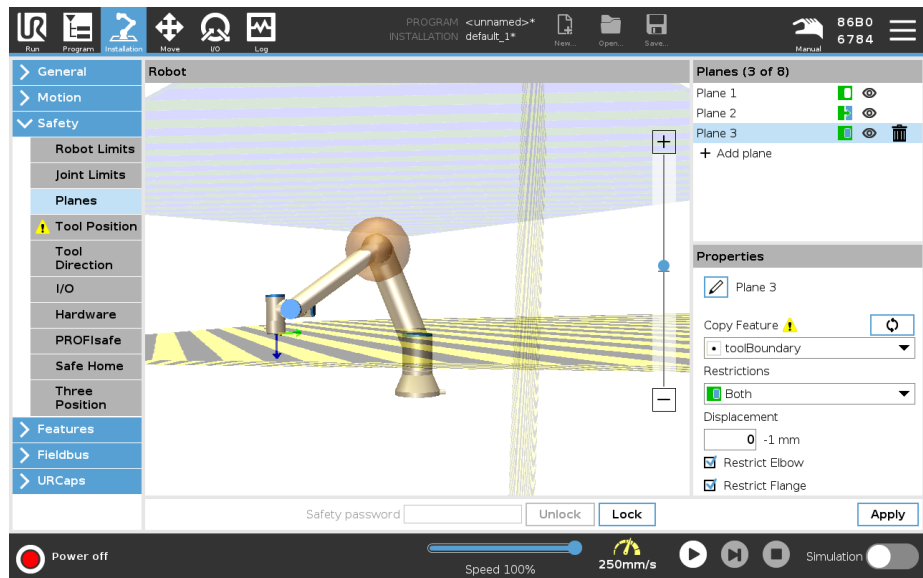 PROGRAM <unnamed>*
INSTALLATION default_1*
Run
Program
Installation
Move
I/O
Log
New...
Open...
Save...
Manual
86B0
6784
General
Motion
Safety
Robot Limits
Joint Limits
Planes
Tool Position
Tool
Direction
I/O
Hardware
PROFIsafe
Safe Home
Three
Position
Features
Fieldbus
URCaps
Robot
Planes (3 of 8)
Plane 1
Plane 2
Plane 3
+ Add plane
Properties
Plane 3
Copy Feature
toolBoundary
Restrictions
Both
Displacement
0 -1 mm
Restrict Elbow
Restrict Flange
Safety password
Unlock
Lock
Apply
Power off
Speed 100%
250mm/s
Simulation